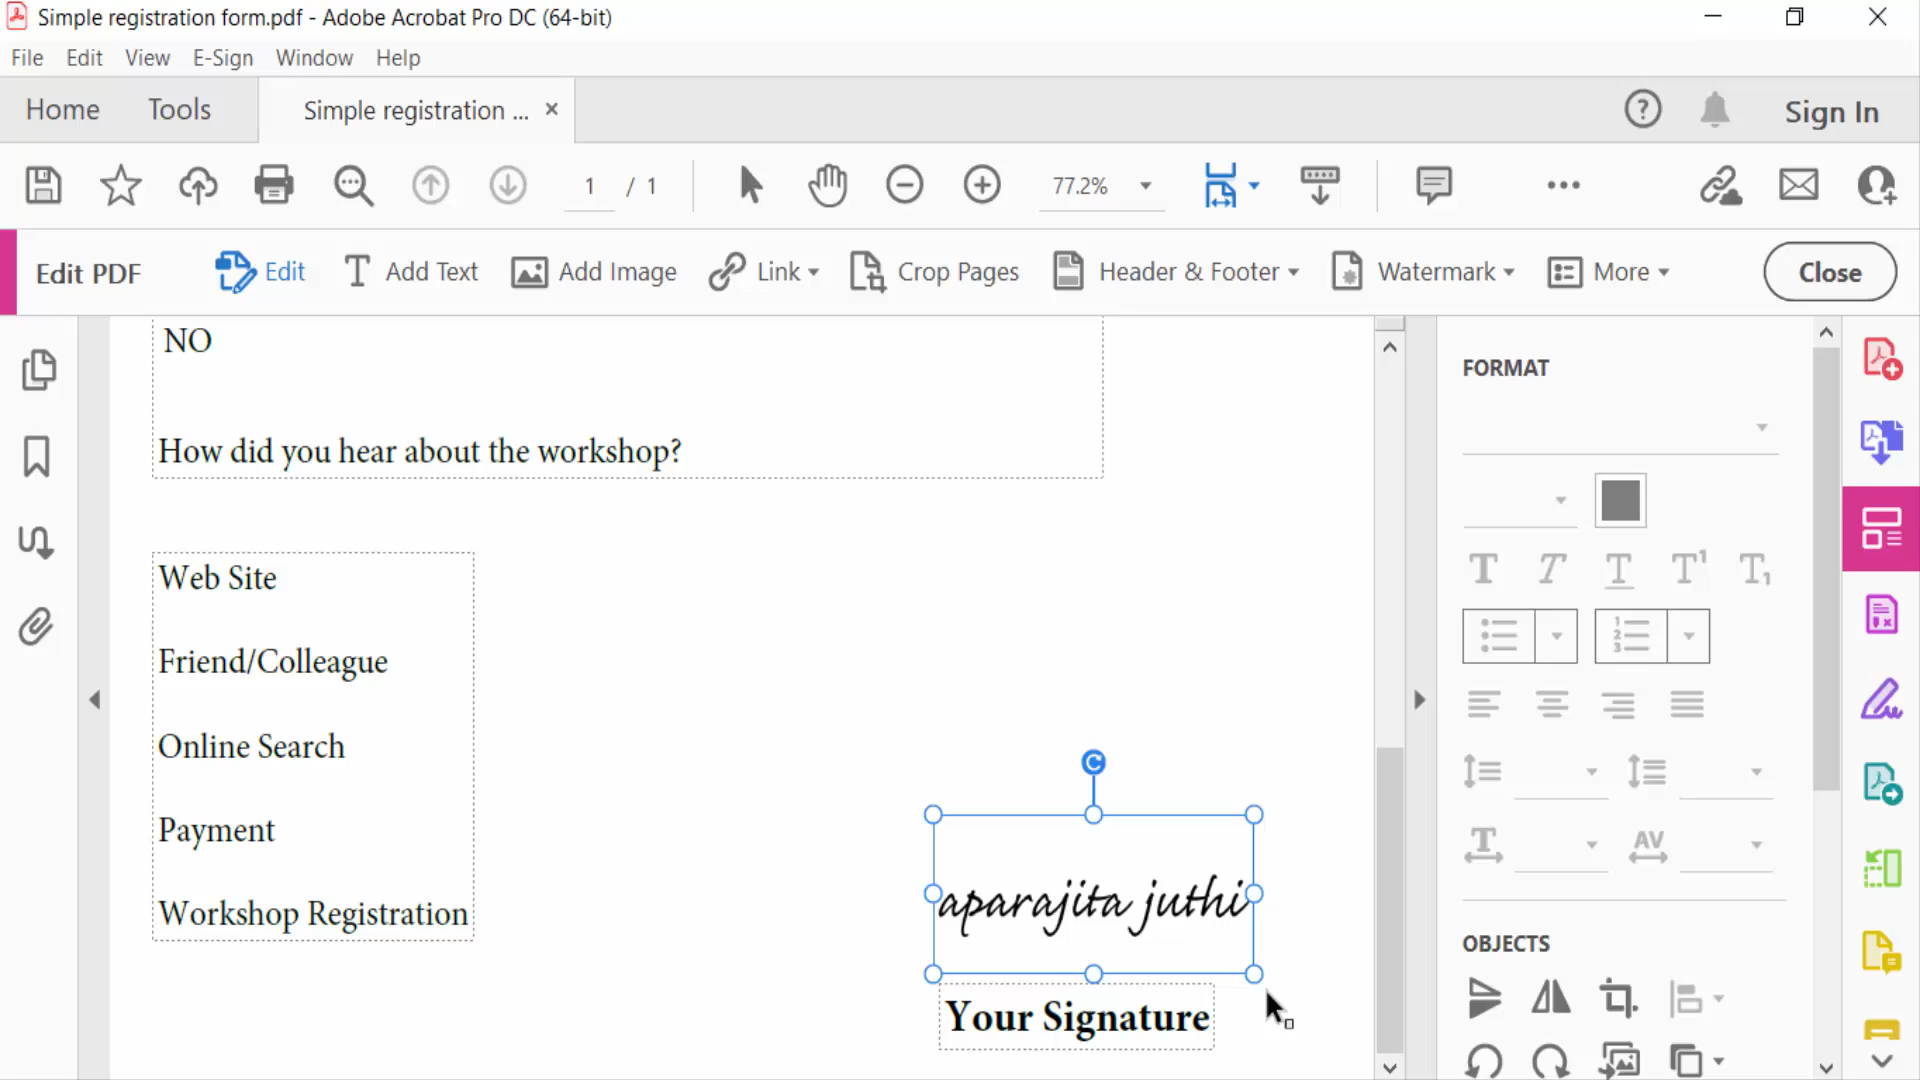 Simple registration form.pdf - Adobe Acrobat Pro DC (64-bit)
File Edit View E-Sign Window Help
Home Tools Simple registration ... × Sign In
1 / 1 77.2%
Edit PDF Edit Add Text Add Image Link Crop Pages Header & Footer Watermark More Close
NO
How did you hear about the workshop?
Web Site
Friend/Colleague
Online Search
Payment
Workshop Registration
aparajita juthi
Your Signature
FORMAT
OBJECTS